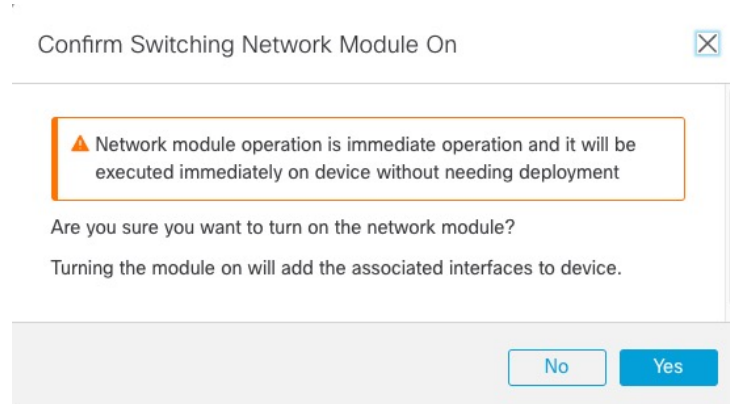 Confirm Switching Network Module On
Network module operation is immediate operation and it will be
executed immediately on device without needing deployment
Are you sure you want to turn on the network module?
Turning the module on will add the associated interfaces to device.
No
Yes